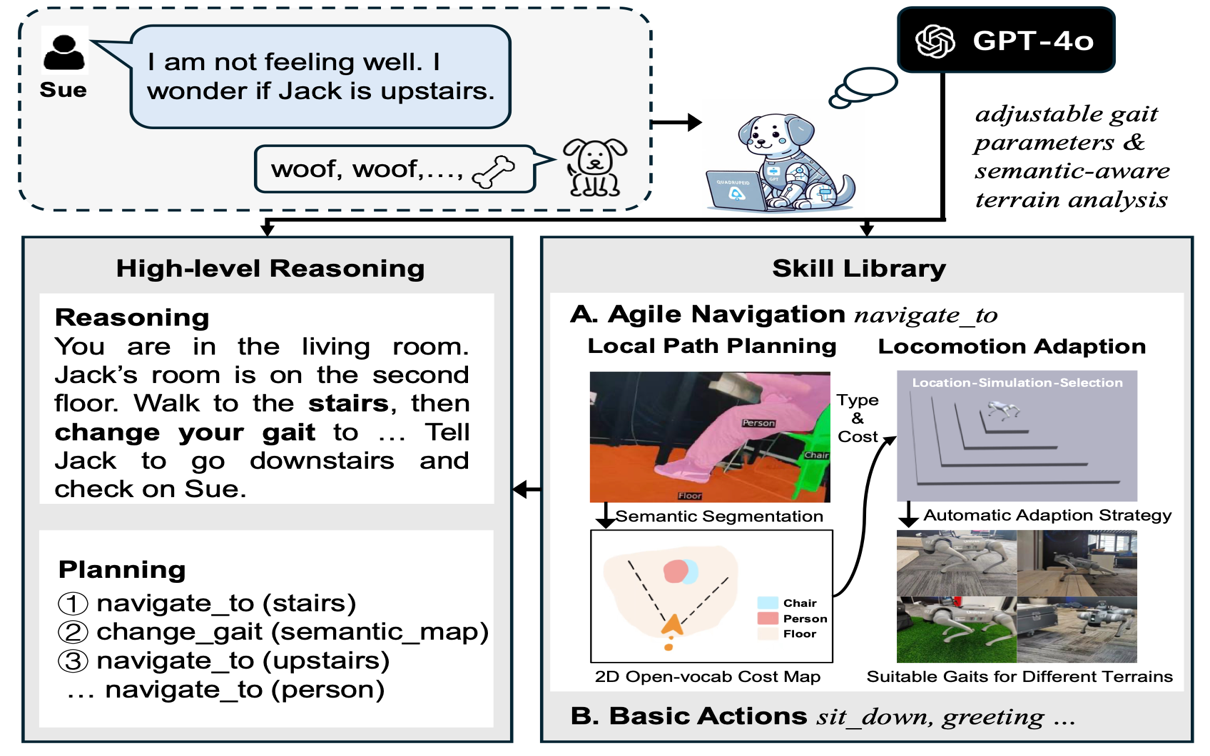 I am not feeling well. I
wonder if Jack is upstairs.
Sue
woof, woof,…,
GPT-4o
adjustable gait
parameters &
semantic-aware
terrain analysis
QUADRUPED
GPT
High-level Reasoning
Reasoning
You are in the living room.
Jack's room is on the second
floor. Walk to the stairs, then
change your gait to … Tell
Jack to go downstairs and
check on Sue.
Planning
① navigate_to (stairs)
② change_gait (semantic_map)
③ navigate_to (upstairs)
… navigate_to (person)
Skill Library
A. Agile Navigation navigate_to
Local Path Planning
Person
Chair
Floor
Semantic Segmentation
Chair
Person
Floor
2D Open-vocab Cost Map
Type
&
Cost
Locomotion Adaption
Location-Simulation-Selection
Automatic Adaption Strategy
Suitable Gaits for Different Terrains
B. Basic Actions sit_down, greeting …